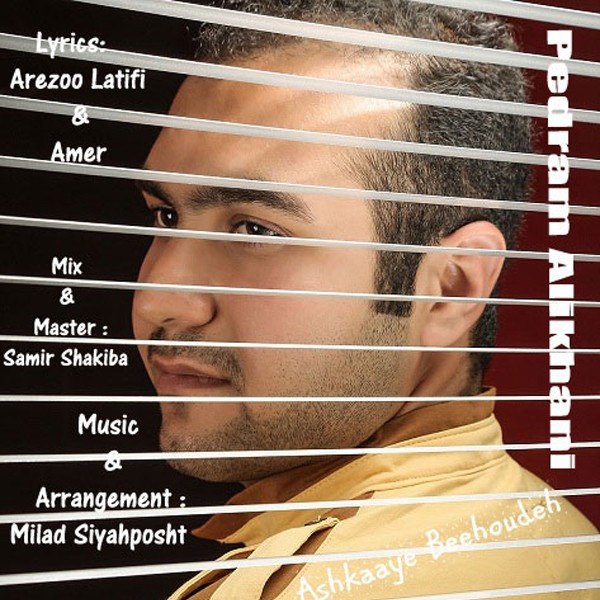 Lyrics:
Arezoo Latifi
&
Amer
Mix
&
Master :
Samir Shakiba
Music
&
Arrangement :
Milad Siyahposht
Pedram Alikhani
Ashkaaye Beehoudeh